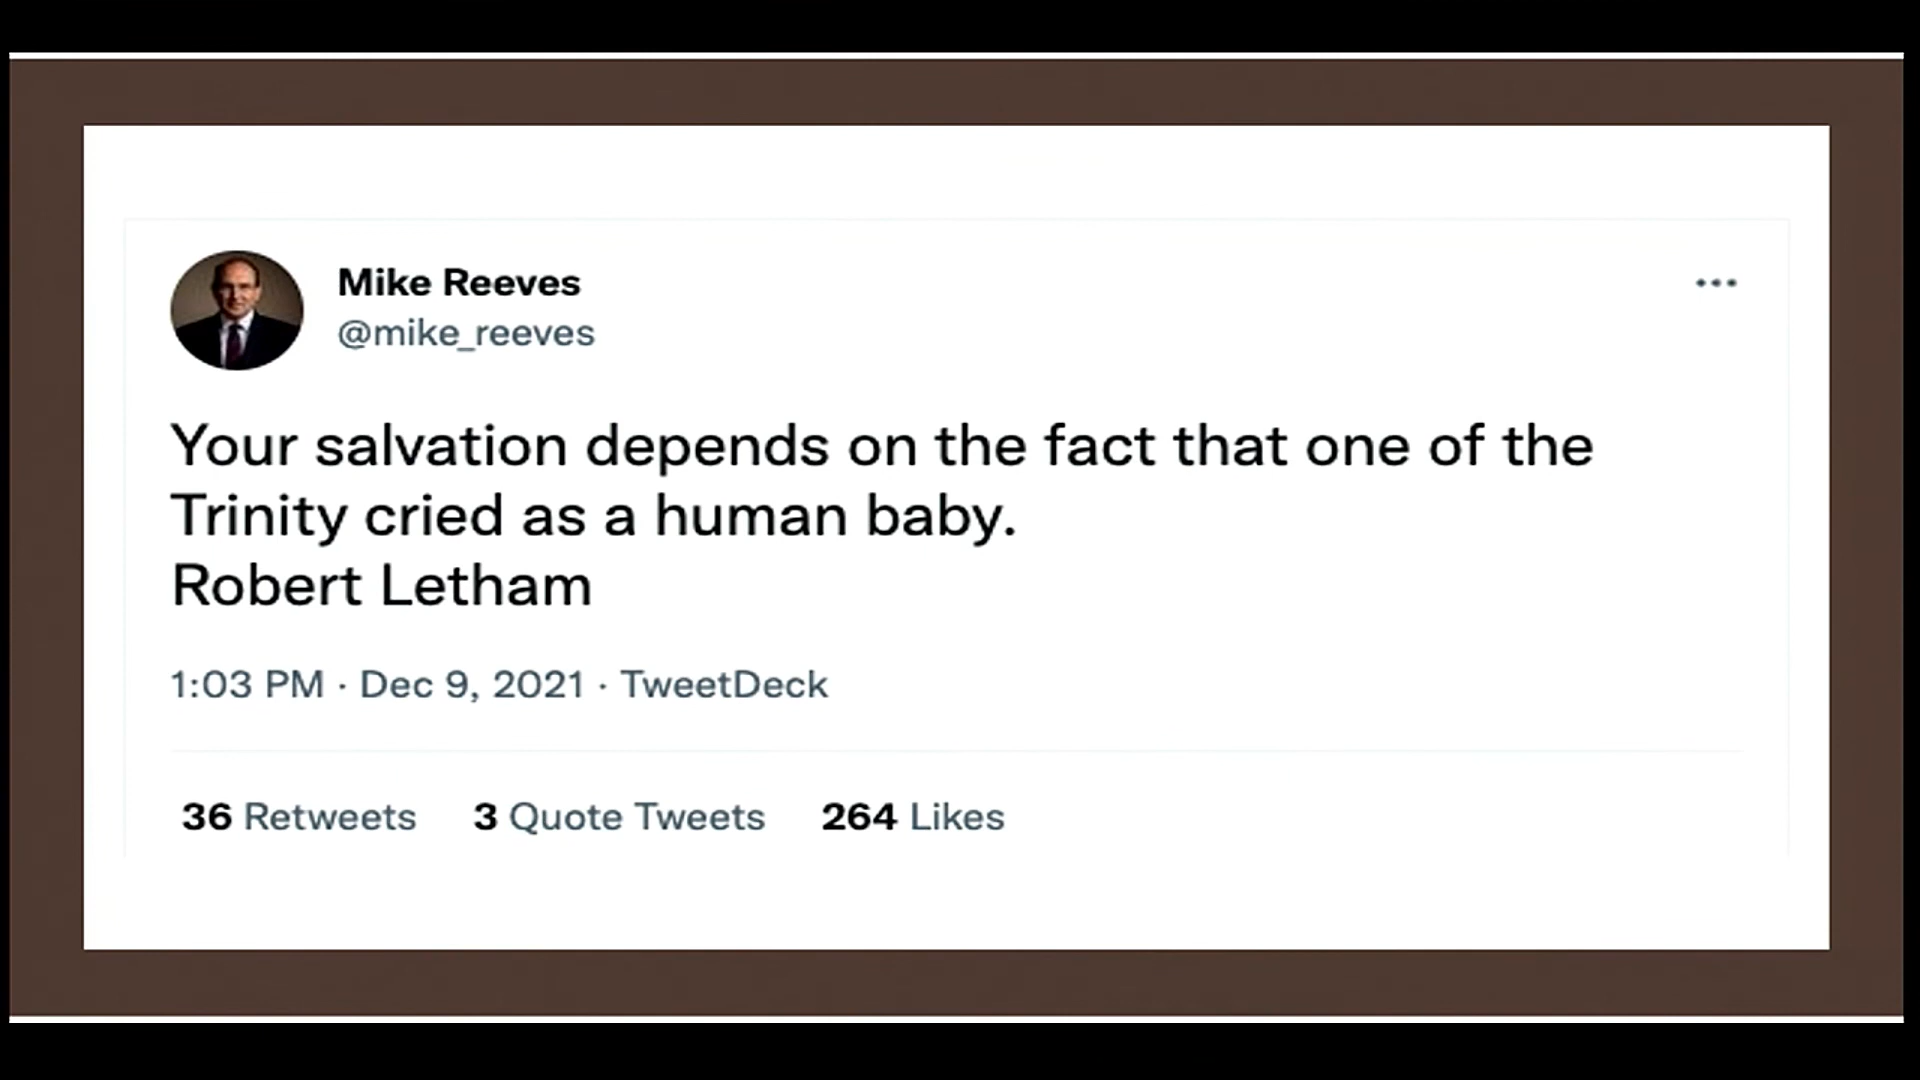 Mike Reeves
@mike_reeves
Your salvation depends on the fact that one of the
Trinity cried as a human baby.
Robert Letham
1:03 PM · Dec 9, 2021 · TweetDeck
36 Retweets 3 Quote Tweets 264 Likes